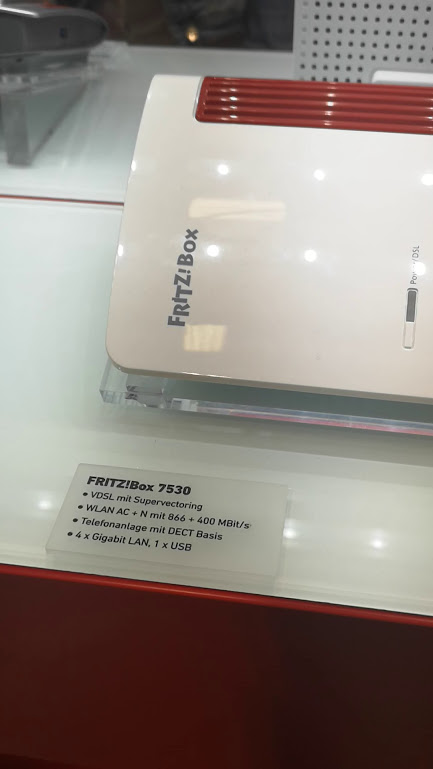 FRITZ!Box
Power/DSL
FRITZ!Box 7530
• VDSL mit Supervectoring
• WLAN AC + N mit 866 + 400 MBit/s
• Telefonanlage mit DECT Basis
• 4 x Gigabit LAN, 1 x USB